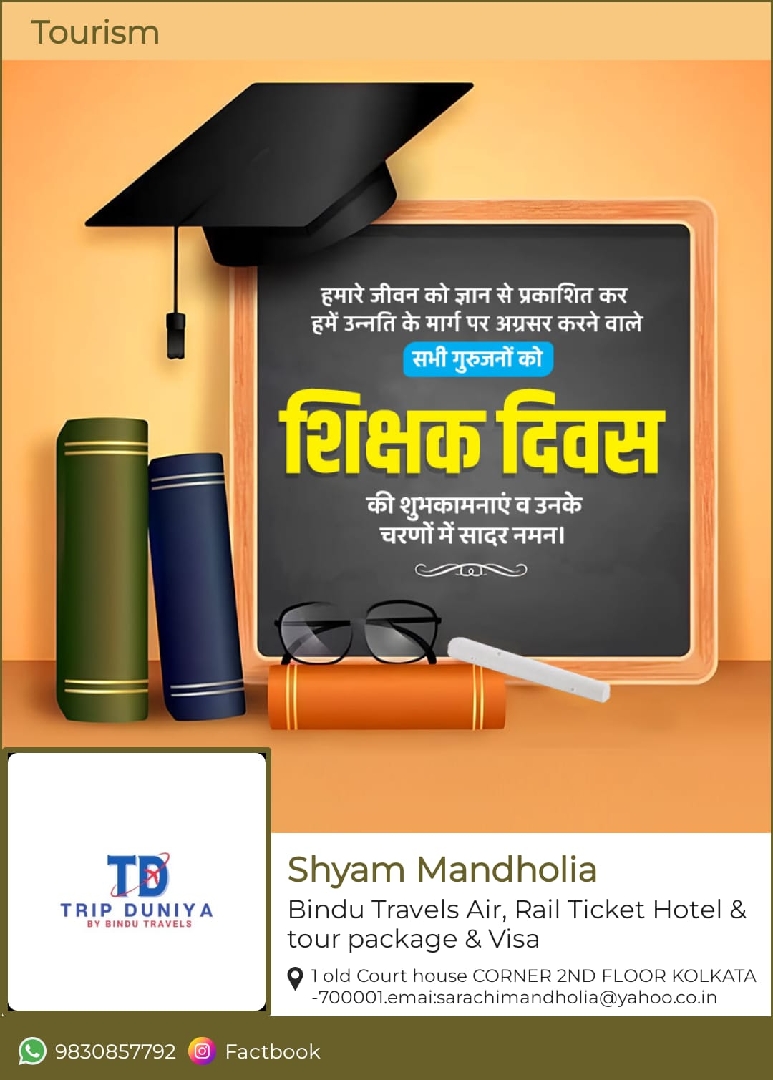 Tourism
हमारे जीवन को ज्ञान से प्रकाशित कर
हमें उन्नति के मार्ग पर अग्रसर करने वाले
सभी गुरुजनों को
शिक्षक दिवस
की शुभकामनाएं व उनके
चरणों में सादर नमन।
TD
TRIP DUNIYA
BY BINDU TRAVELS
Shyam Mandholia
Bindu Travels Air, Rail Ticket Hotel &
tour package & Visa
1 old Court house CORNER 2ND FLOOR KOLKATA
-700001.emai:sarachimandholia@yahoo.co.in
9830857792 Factbook